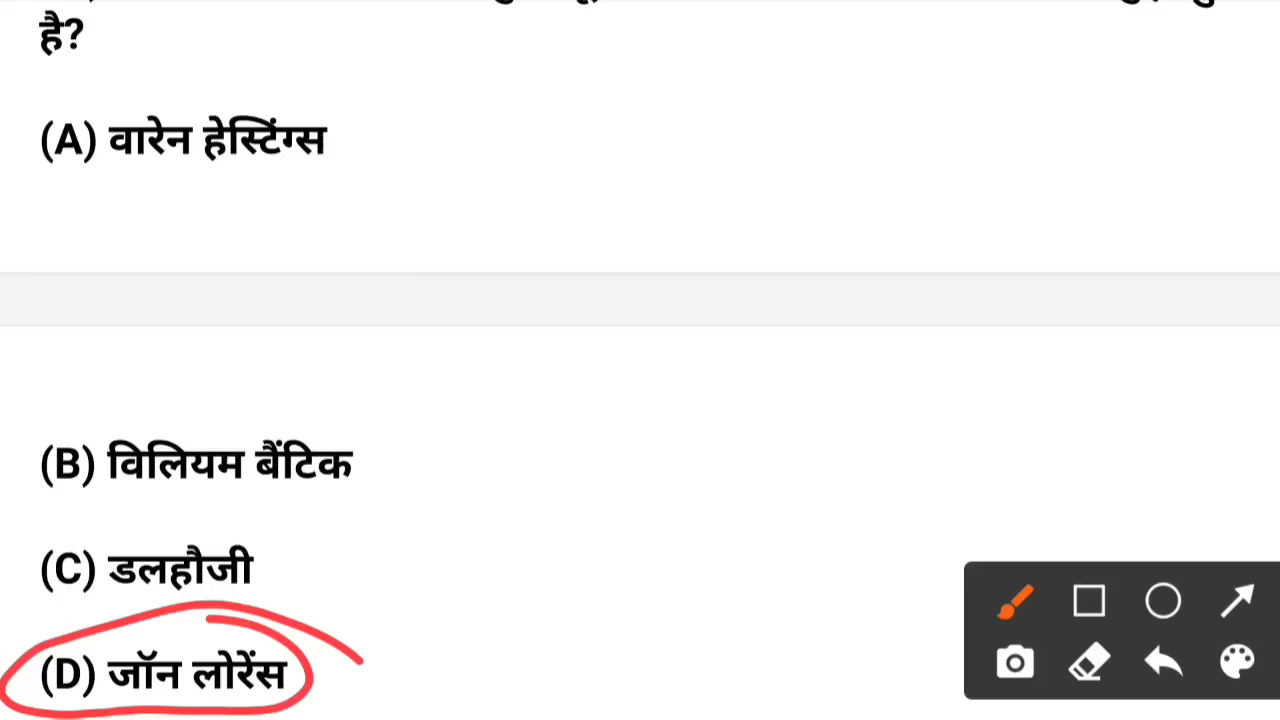 है?
(A) वारेन हेस्टिंग्स
(B) विलियम बैंटिक
(C) डलहौजी
(D) जॉन लोरेंस